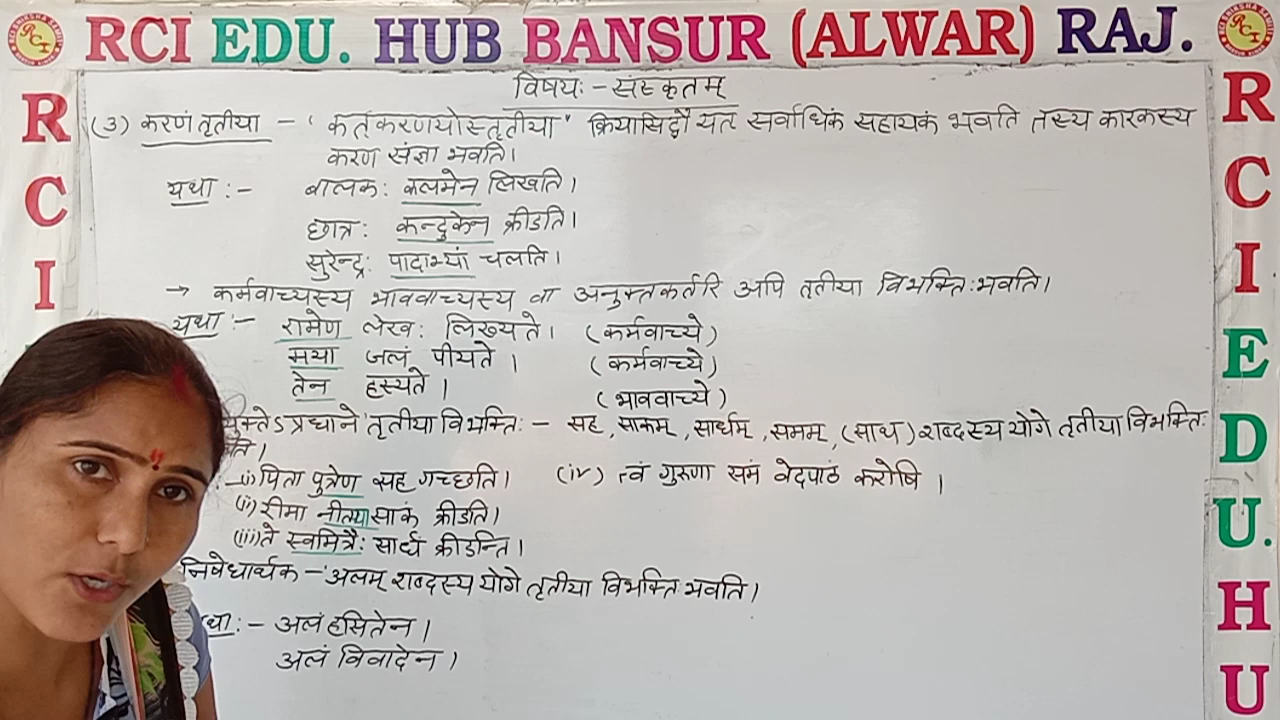 RCI EDU. HUB BANSUR (ALWAR) RAJ.
विषयः - संस्कृतम्
(3) करणं तृतीया - 'कर्तृकरणयोस्तृतीया' क्रियासिद्धौ यत् सर्वाधिकं सहायकं भवति तस्य कारकस्य
करण संज्ञा भवति।
यथा :- बालकः कलमेन लिखति।
छात्रः कन्दुकेन क्रीडति।
सुरेन्द्रः पादाभ्यां चलति।
→ कर्मवाच्यस्य भाववाच्यस्य वा अनुक्तकर्तरि अपि तृतीया विभक्तिः भवति।
यथा :- रामेण लेखः लिख्यते। (कर्मवाच्ये)
मया जलं पीयते। (कर्मवाच्ये)
तेन हस्यते। (भाववाच्ये)
युक्तेऽप्रधाने' तृतीया विभक्तिः - सह, साकम्, सार्धम्, समम्, (साथ) शब्दस्य योगे तृतीया विभक्तिः
ति।
:- (i) पिता पुत्रेण सह गच्छति। (iv) त्वं गुरुणा समं वेदपाठं करोषि।
(ii) रीमा नीत्या साकं क्रीडति।
(iii) ते स्वमित्रैः सार्धं क्रीडन्ति।
निषेधार्थक - 'अलम् शब्दस्य योगे तृतीया विभक्ति भवति।
था :- अलं हसितेन।
अलं विवादेन।
R
C
I
R
C
I
E
D
U.
H
U